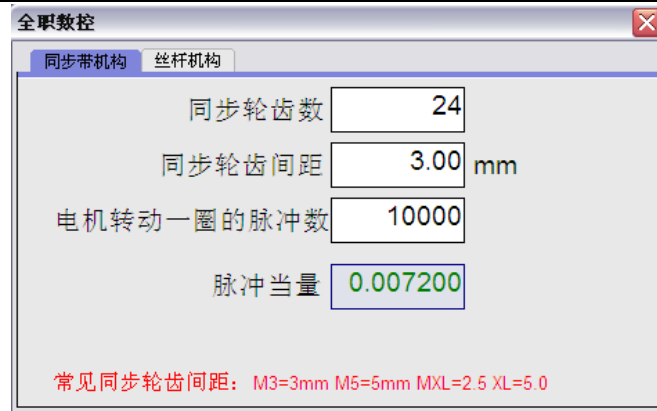 全职数控
同步带机构 丝杆机构
同步轮齿数 24
同步轮齿间距 3.00 mm
电机转动一圈的脉冲数 10000
脉冲当量 0.007200
常见同步轮齿间距：M3=3mm M5=5mm MXL=2.5 XL=5.0